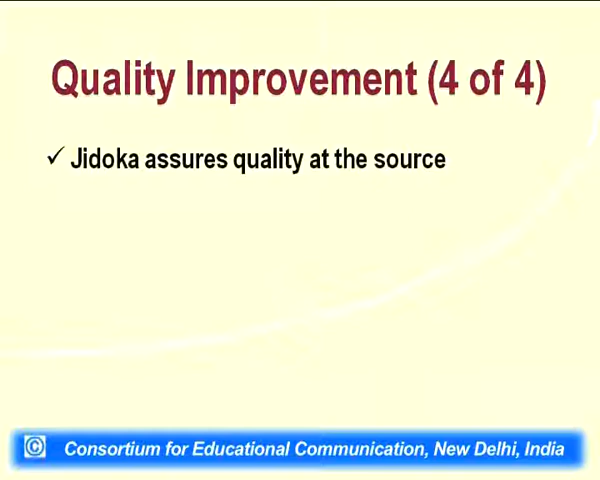 Quality Improvement (4 of 4)
✓ Jidoka assures quality at the source
© Consortium for Educational Communication, New Delhi, India